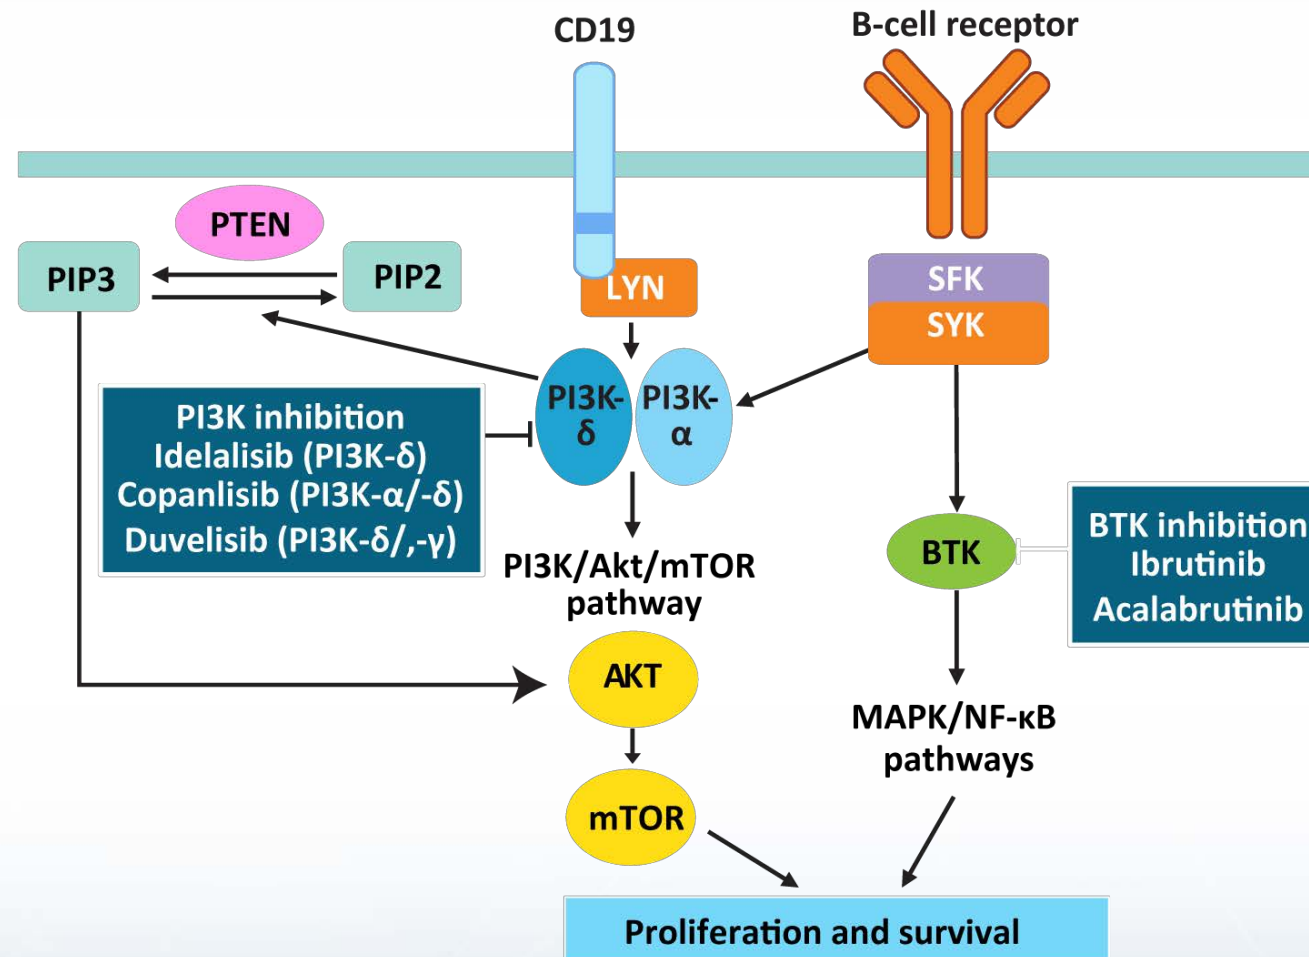 CD19
B-cell receptor
PTEN
PIP3
PIP2
LYN
SFK
SYK
PI3K-
δ
PI3K-
α
PI3K inhibition
Idelalisib (PI3K-δ)
Copanlisib (PI3K-α/-δ)
Duvelisib (PI3K-δ/,-γ)
PI3K/Akt/mTOR
pathway
BTK
BTK inhibition
Ibrutinib
Acalabrutinib
AKT
MAPK/NF-κB
pathways
mTOR
Proliferation and survival